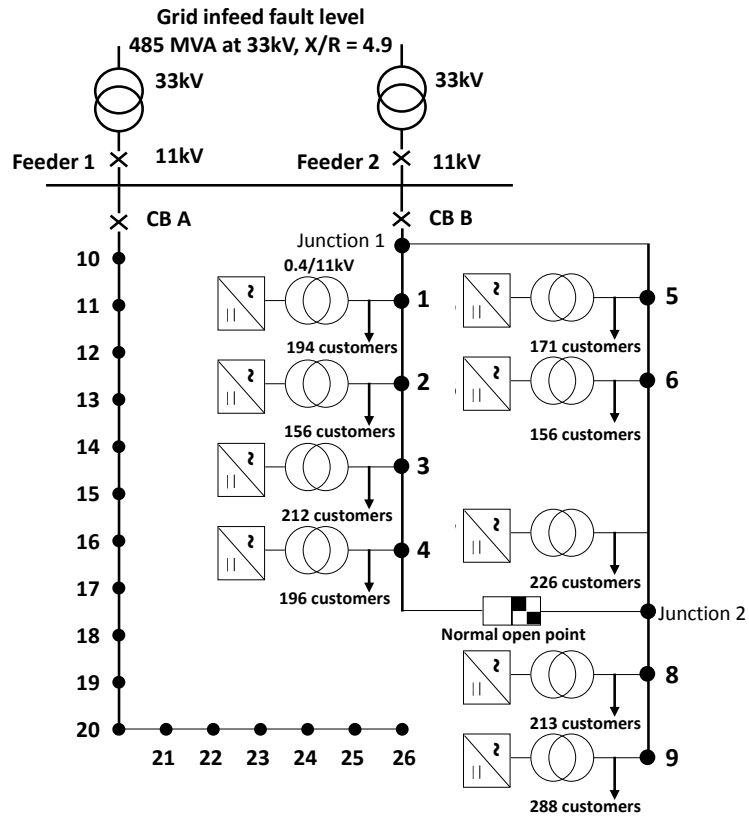 Grid infeed fault level
485 MVA at 33kV, X/R = 4.9
33kV
33kV
Feeder 1
11kV
Feeder 2
11kV
CB A
CB B
Junction 1
10
0.4/11kV
11
1
5
194 customers
171 customers
12
2
6
13
156 customers
156 customers
14
3
15
212 customers
16
4
196 customers
226 customers
17
Junction 2
Normal open point
18
8
19
213 customers
20
9
21
22
23
24
25
26
288 customers